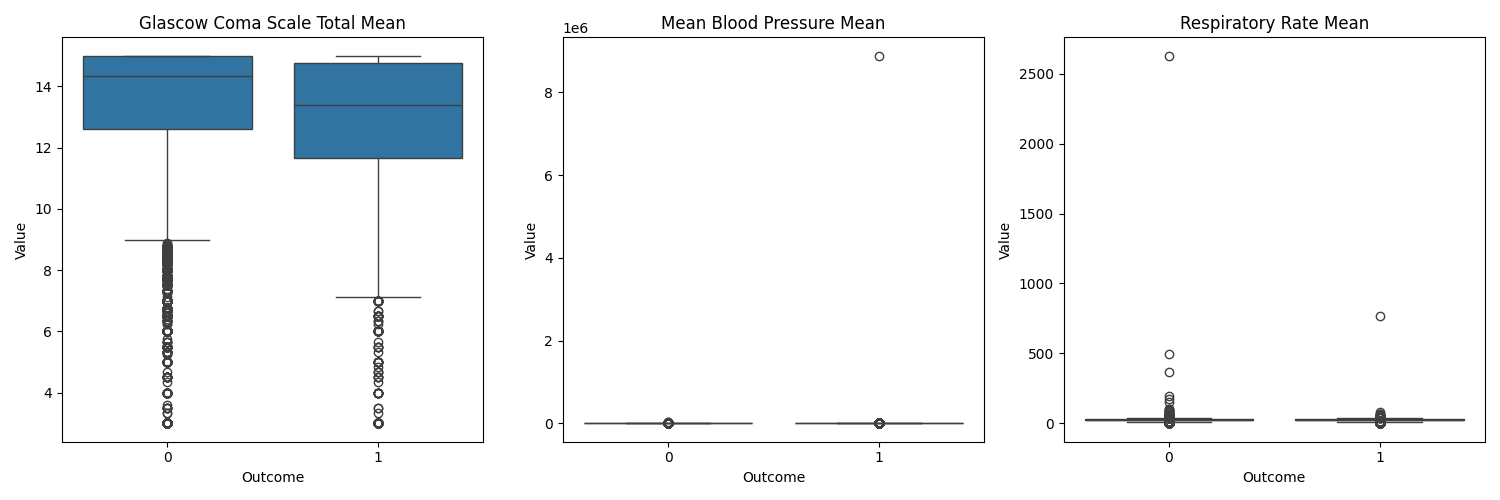 Glascow Coma Scale Total Mean
Value
14
12
10
8
6
4
0
1
Outcome
Mean Blood Pressure Mean
1e6
Value
8
6
4
2
0
0
1
Outcome
Respiratory Rate Mean
Value
2500
2000
1500
1000
500
0
0
1
Outcome